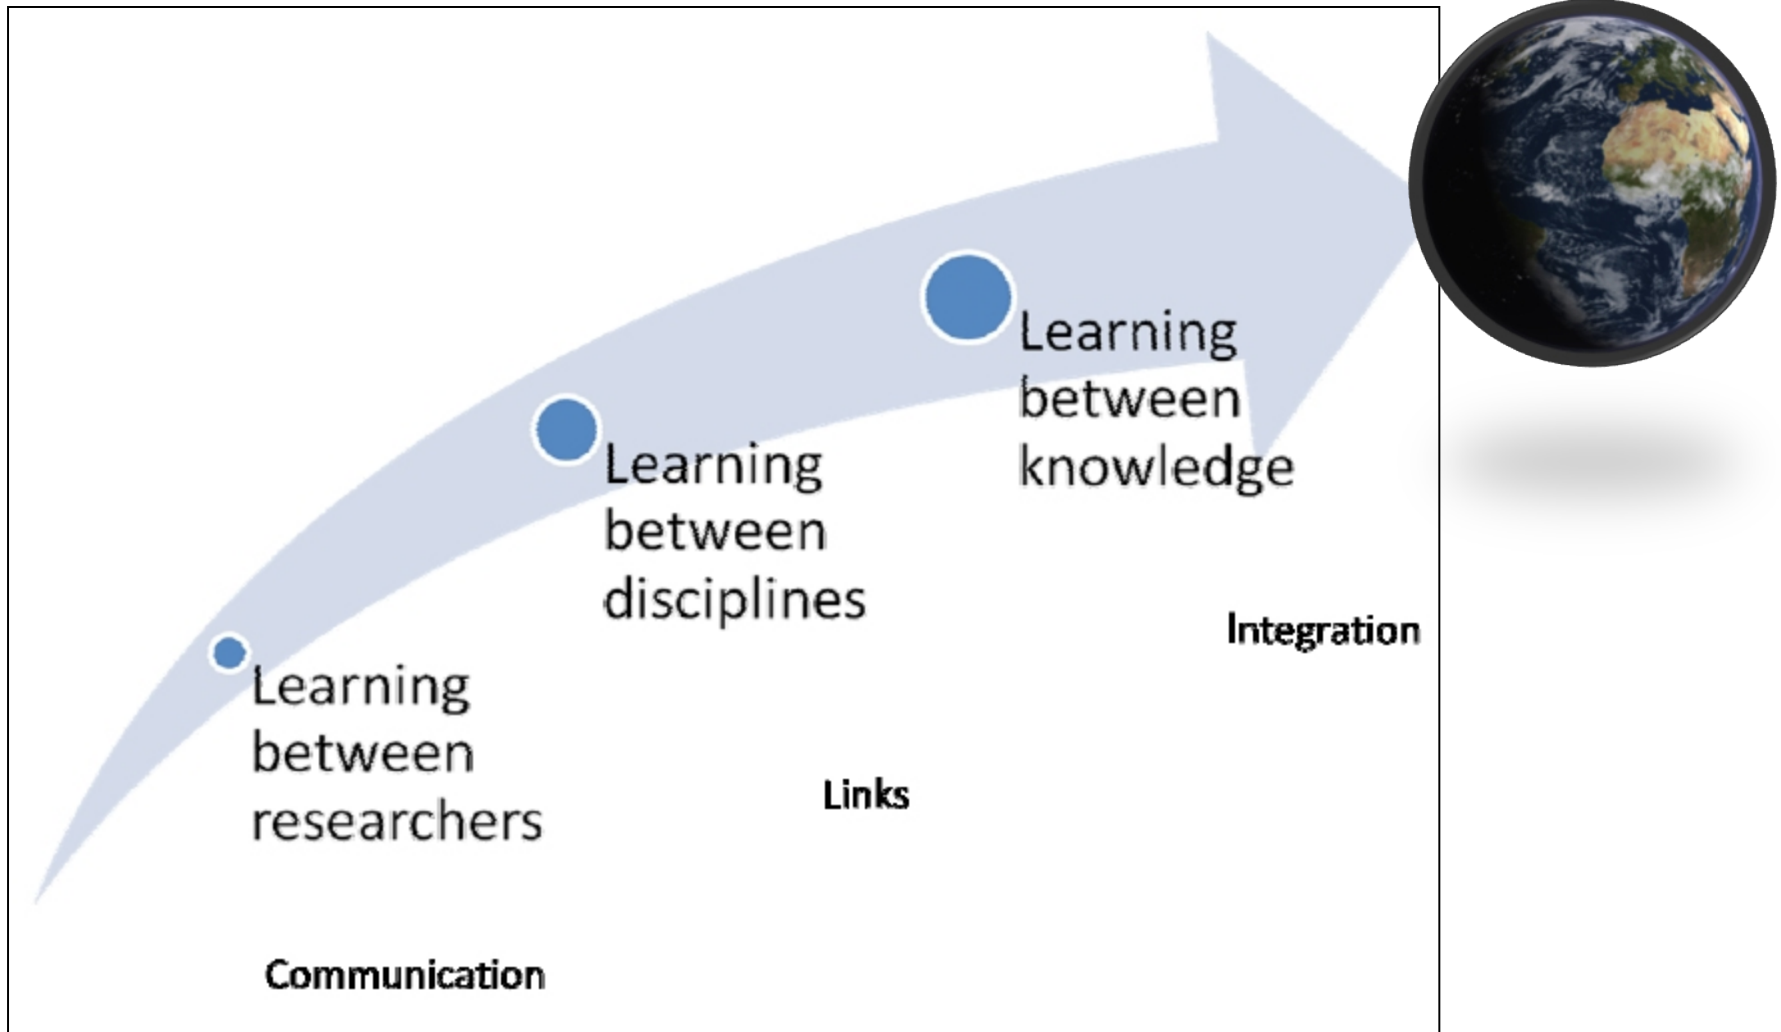 Learning
between
researchers
Communication
Learning
between
disciplines
Links
Learning
between
knowledge
Integration